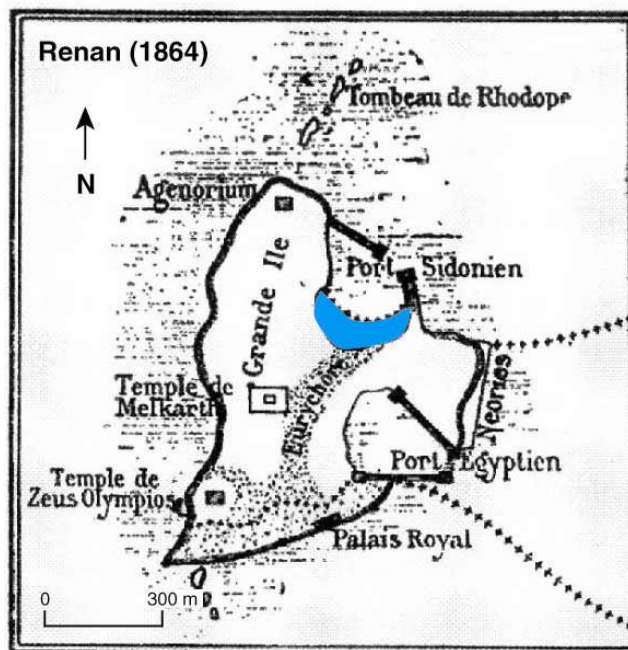 Renan (1864)
Tombeau de Rhodope
N
Agenorium
Port Sidonien
Grande Ile
Eurychore
Temple de
Melkarth
Neories
Port Egyptien
Temple de
Zeus Olympios
Palais Royal
0 300 m